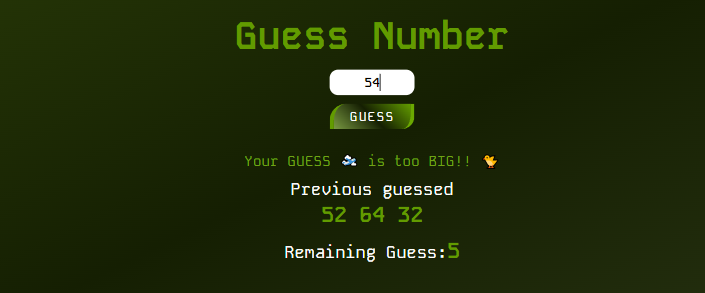 Guess Number
54
GUESS
Your GUESS is too BIG!!
Previous guessed
52 64 32
Remaining Guess:5